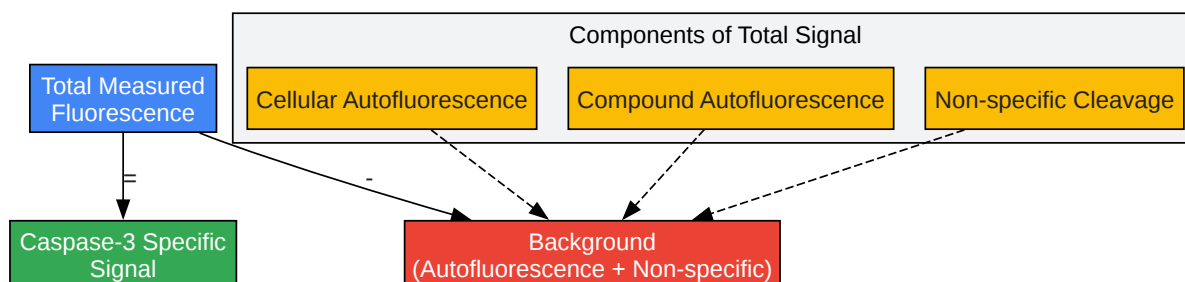 Components of Total Signal
Total Measured
Fluorescence
Cellular Autofluorescence
Compound Autofluorescence
Non-specific Cleavage
=
-
Caspase-3 Specific
Signal
Background
(Autofluorescence + Non-specific)